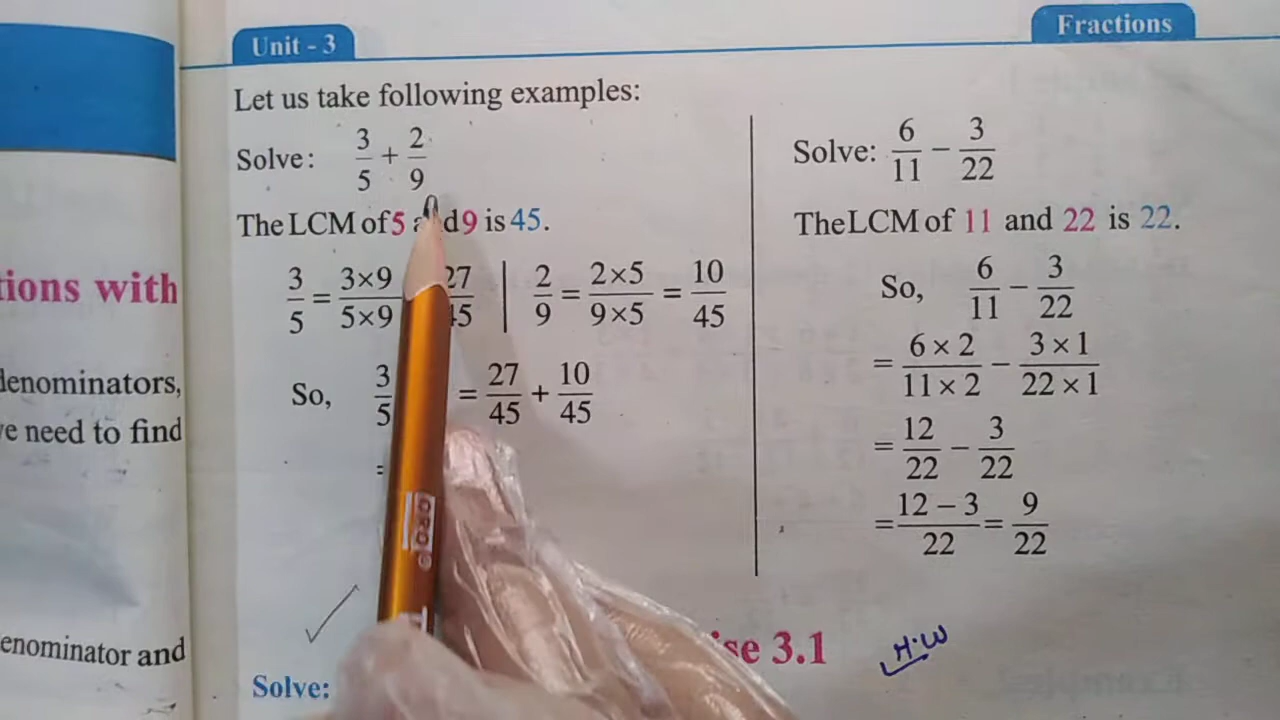 Unit - 3
Fractions
Let us take following examples:
Solve: 3/5 + 2/9
The LCM of 5 9 is 45.
3/5 = 3×9/5×9 27/45 | 2/9 = 2×5/9×5 = 10/45
So, 3/5 = 27/45 + 10/45
=
Solve: 6/11 − 3/22
The LCM of 11 and 22 is 22.
So, 6/11 − 3/22
= 6 × 2/11 × 2 − 3 × 1/22 × 1
= 12/22 − 3/22
= 12 − 3/22 = 9/22
3.1
H.W
Solve:
tions with
denominators,
need to find
enominator and